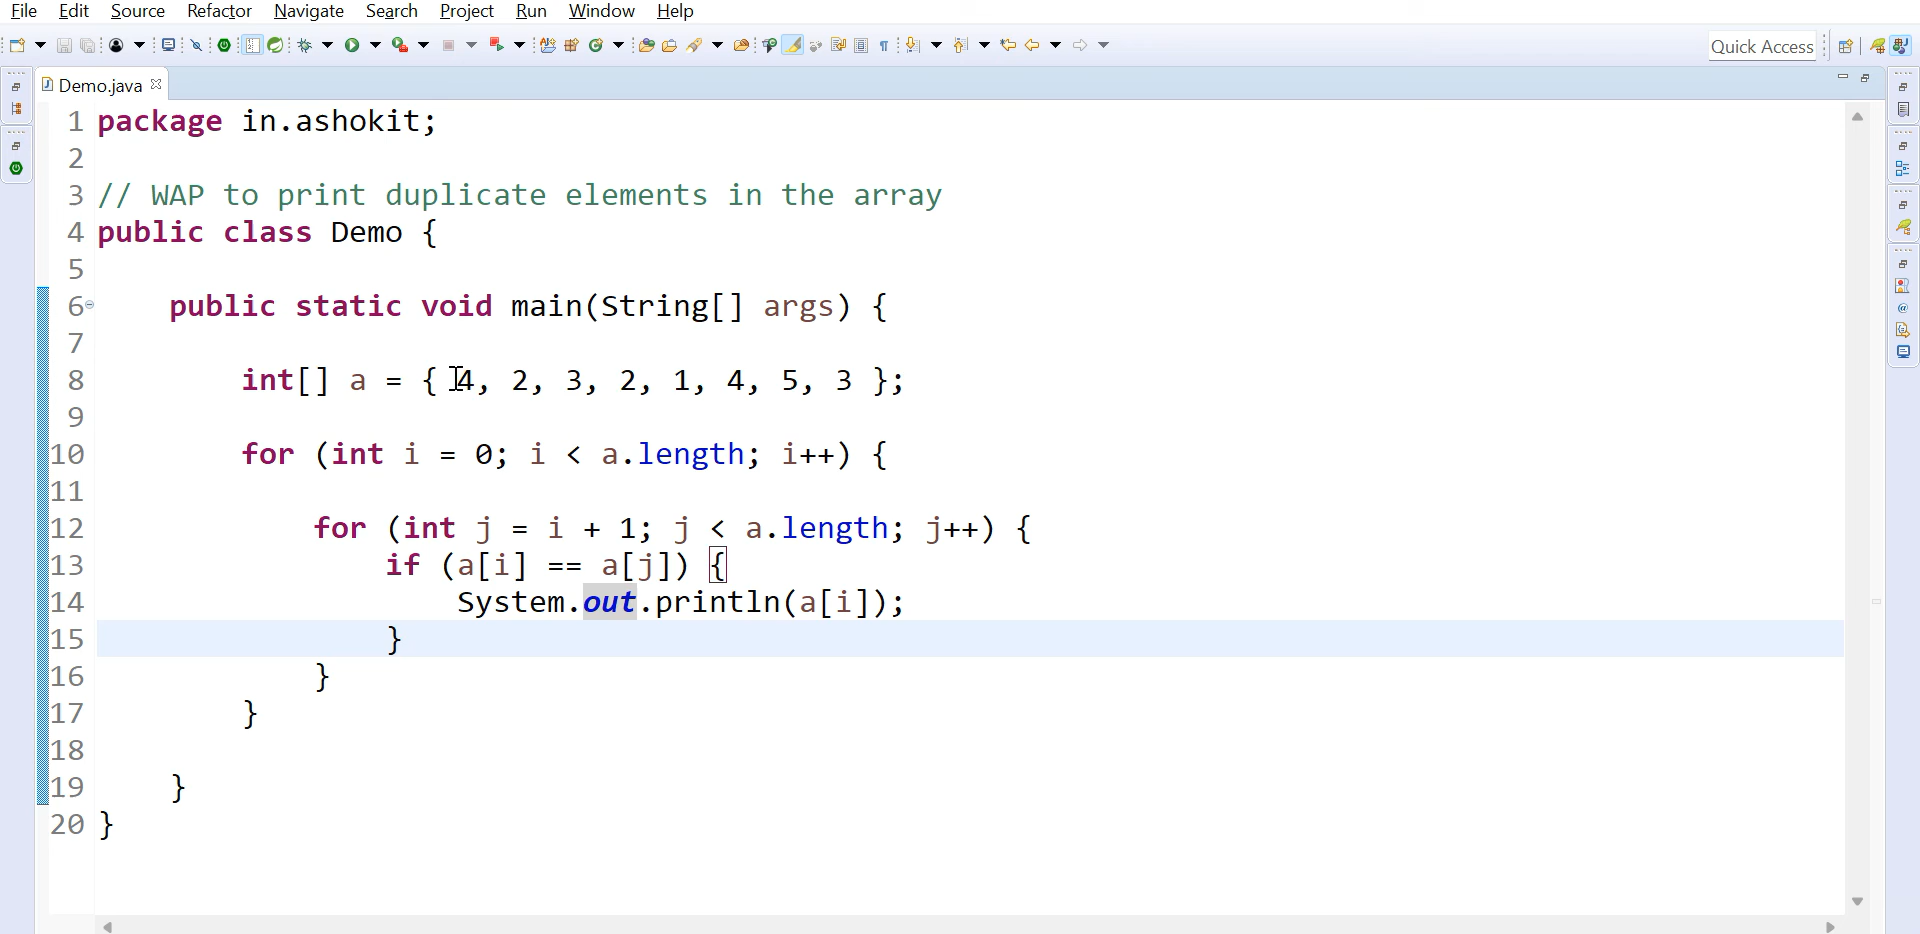 File Edit Source Refactor Navigate Search Project Run Window Help
Quick Access
Demo.java
1 package in.ashokit;
2
3 // WAP to print duplicate elements in the array
4 public class Demo {
5
6     public static void main(String[] args) {
7
8         int[] a = { 4, 2, 3, 2, 1, 4, 5, 3 };
9
10         for (int i = 0; i < a.length; i++) {
11
12             for (int j = i + 1; j < a.length; j++) {
13                 if (a[i] == a[j]) {
14                     System.out.println(a[i]);
15                 }
16             }
17         }
18
19     }
20 }